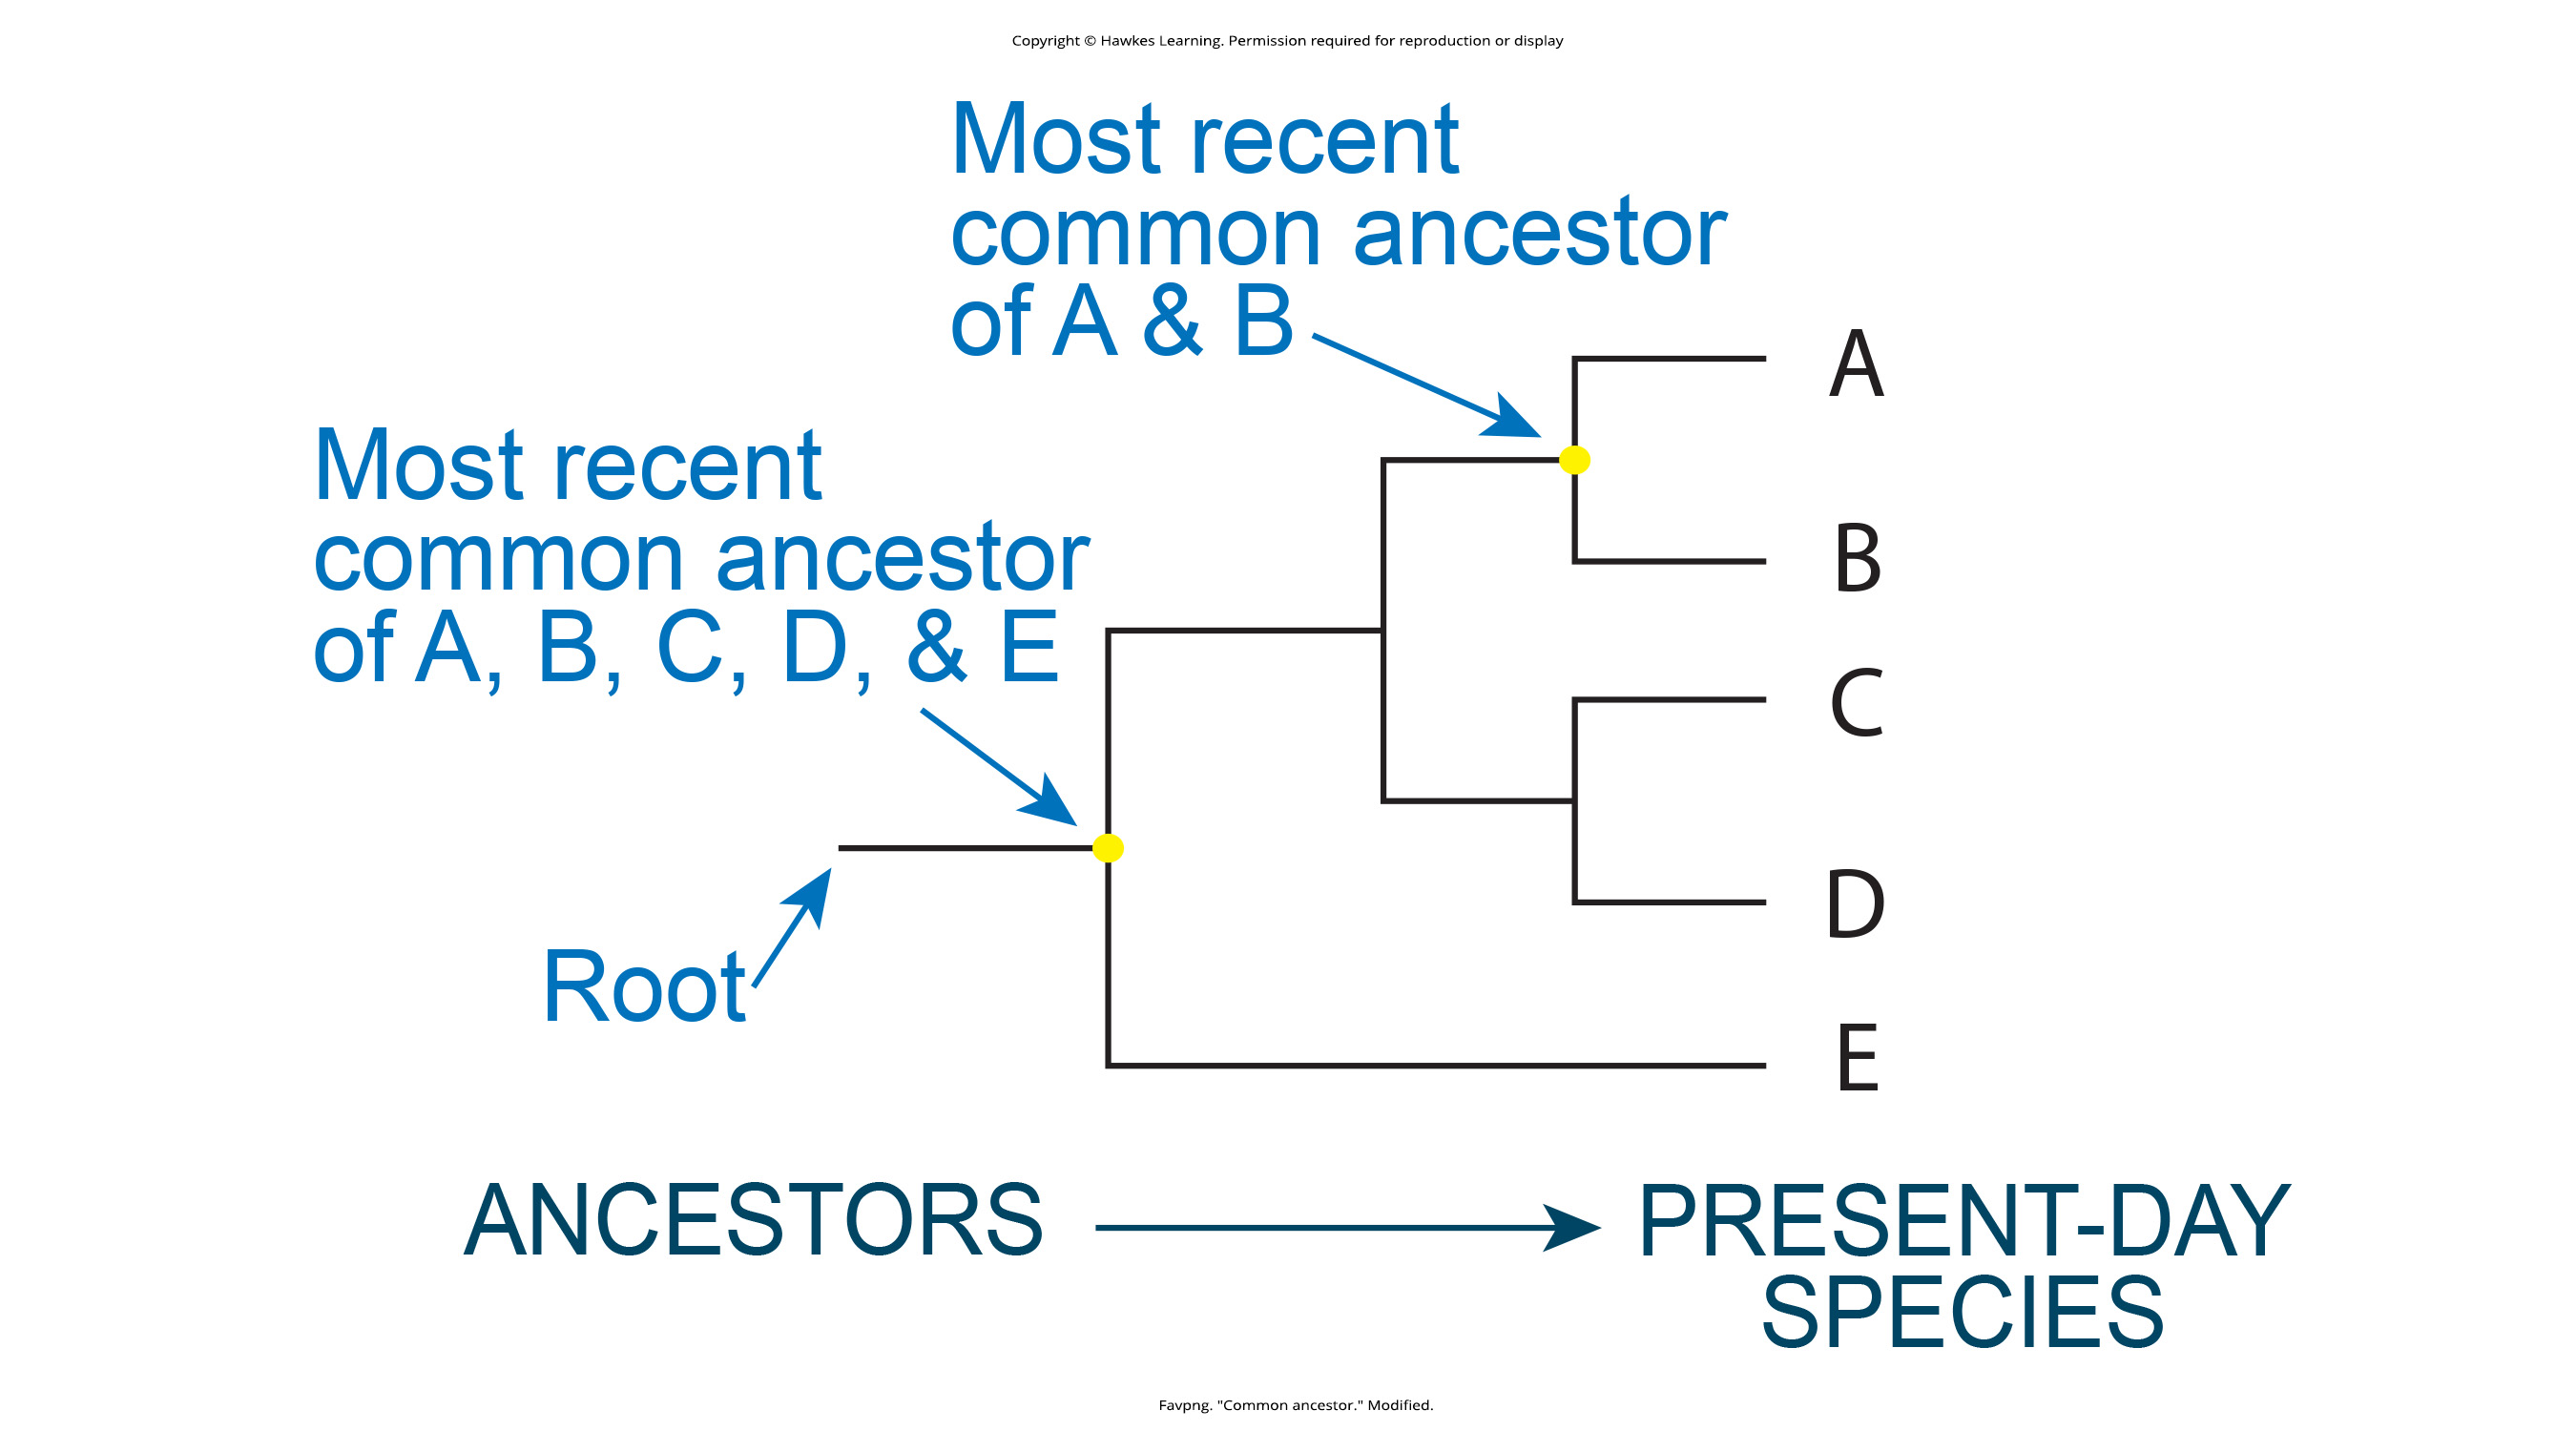 Copyright © Hawkes Learning. Permission required for reproduction or display
Most recent
common ancestor
of A & B
A
Most recent
common ancestor
of A, B, C, D, & E
B
C
D
Root
E
ANCESTORS
PRESENT-DAY
SPECIES
Favpng. "Common ancestor." Modified.